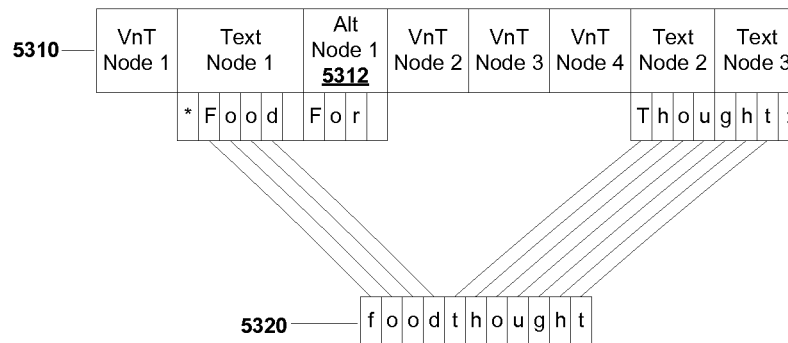 5310 VnT Node 1 Text Node 1 Alt Node 1 5312 VnT Node 2 VnT Node 3 VnT Node 4 Text Node 2 Text Node 3
* F o o d F o r T h o u g h t :
5320 f o o d t h o u g h t